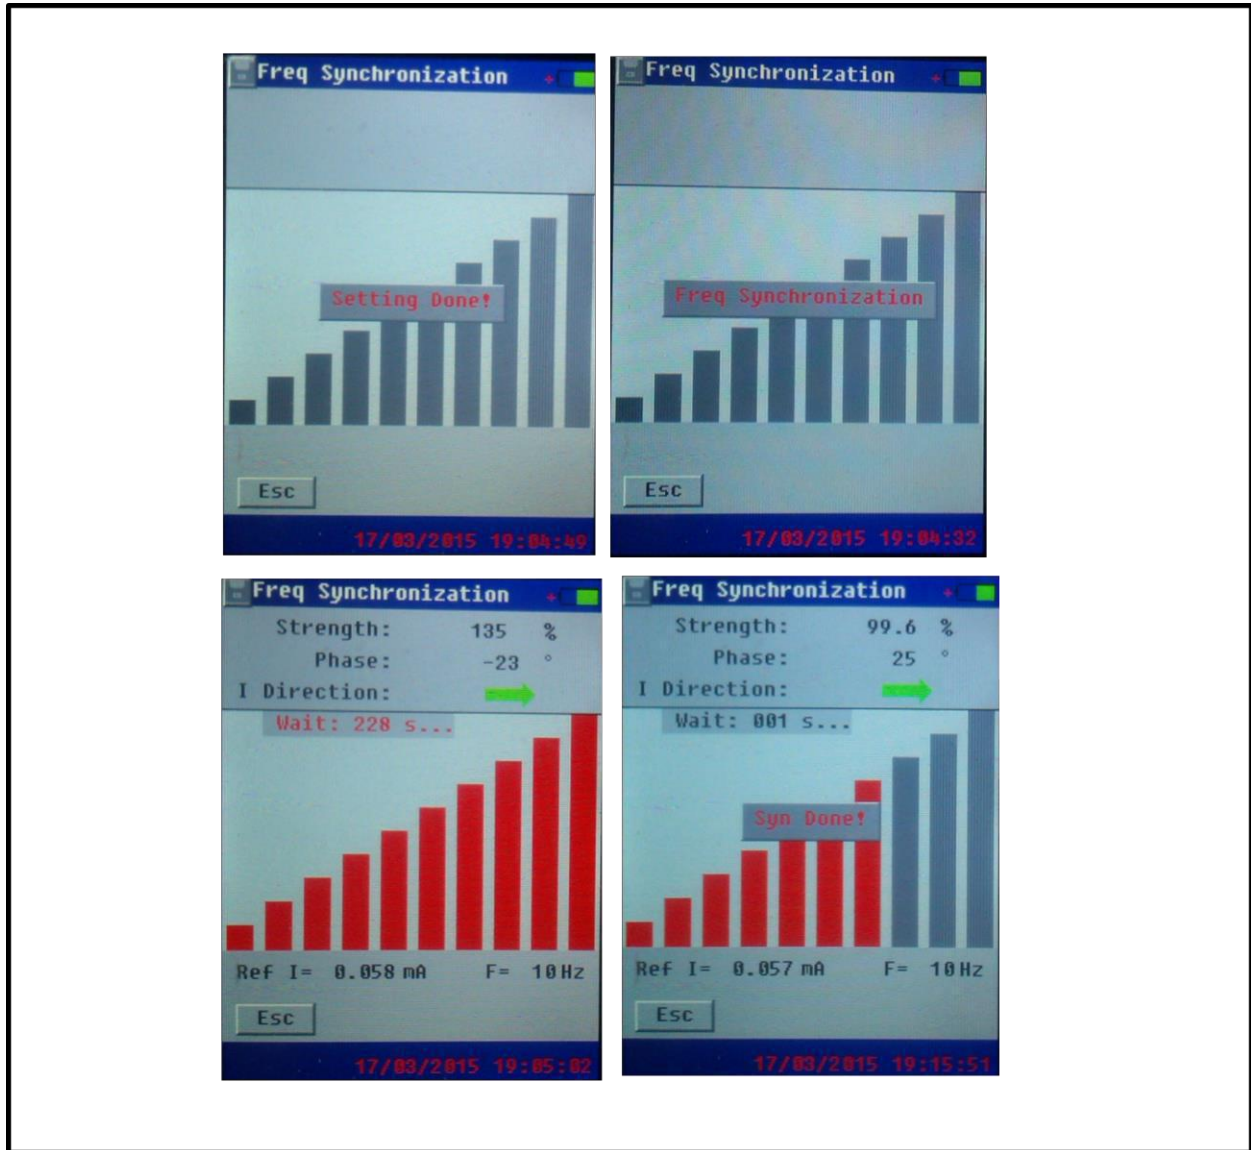 Freq Synchronization
Setting Done!
Esc
17/03/2015 19:04:49
Freq Synchronization
Freq Synchronization
Esc
17/03/2015 19:04:32
Freq Synchronization
Strength: 135 %
Phase: -23 °
I Direction:
Wait: 228 s...
Ref I= 0.058 mA F= 10Hz
Esc
17/03/2015 19:05:02
Freq Synchronization
Strength: 99.6 %
Phase: 25 °
I Direction:
Wait: 001 s...
Syn Done!
Ref I= 0.057 mA F= 10Hz
Esc
17/03/2015 19:15:51